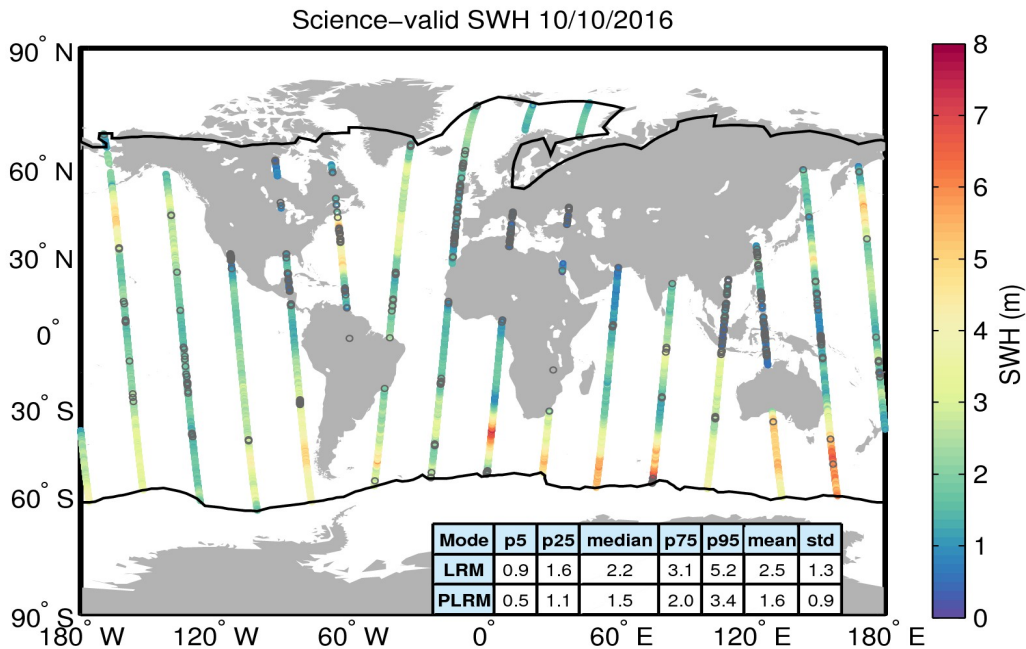 Science−valid SWH 10/10/2016
90° N
60° N
30° N
0°
30° S
60° S
90° S
180° W
120° W
60° W
0°
60° E
120° E
180° E
8
7
6
5
4
3
2
1
0
SWH (m)
Mode p5 p25 median p75 p95 mean std
LRM 0.9 1.6 2.2 3.1 5.2 2.5 1.3
PLRM 0.5 1.1 1.5 2.0 3.4 1.6 0.9